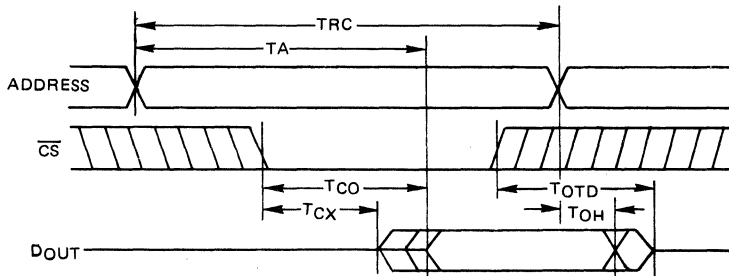 TRC
TA
ADDRESS
CS
TCO
TOTD
TCX
TOH
DOUT